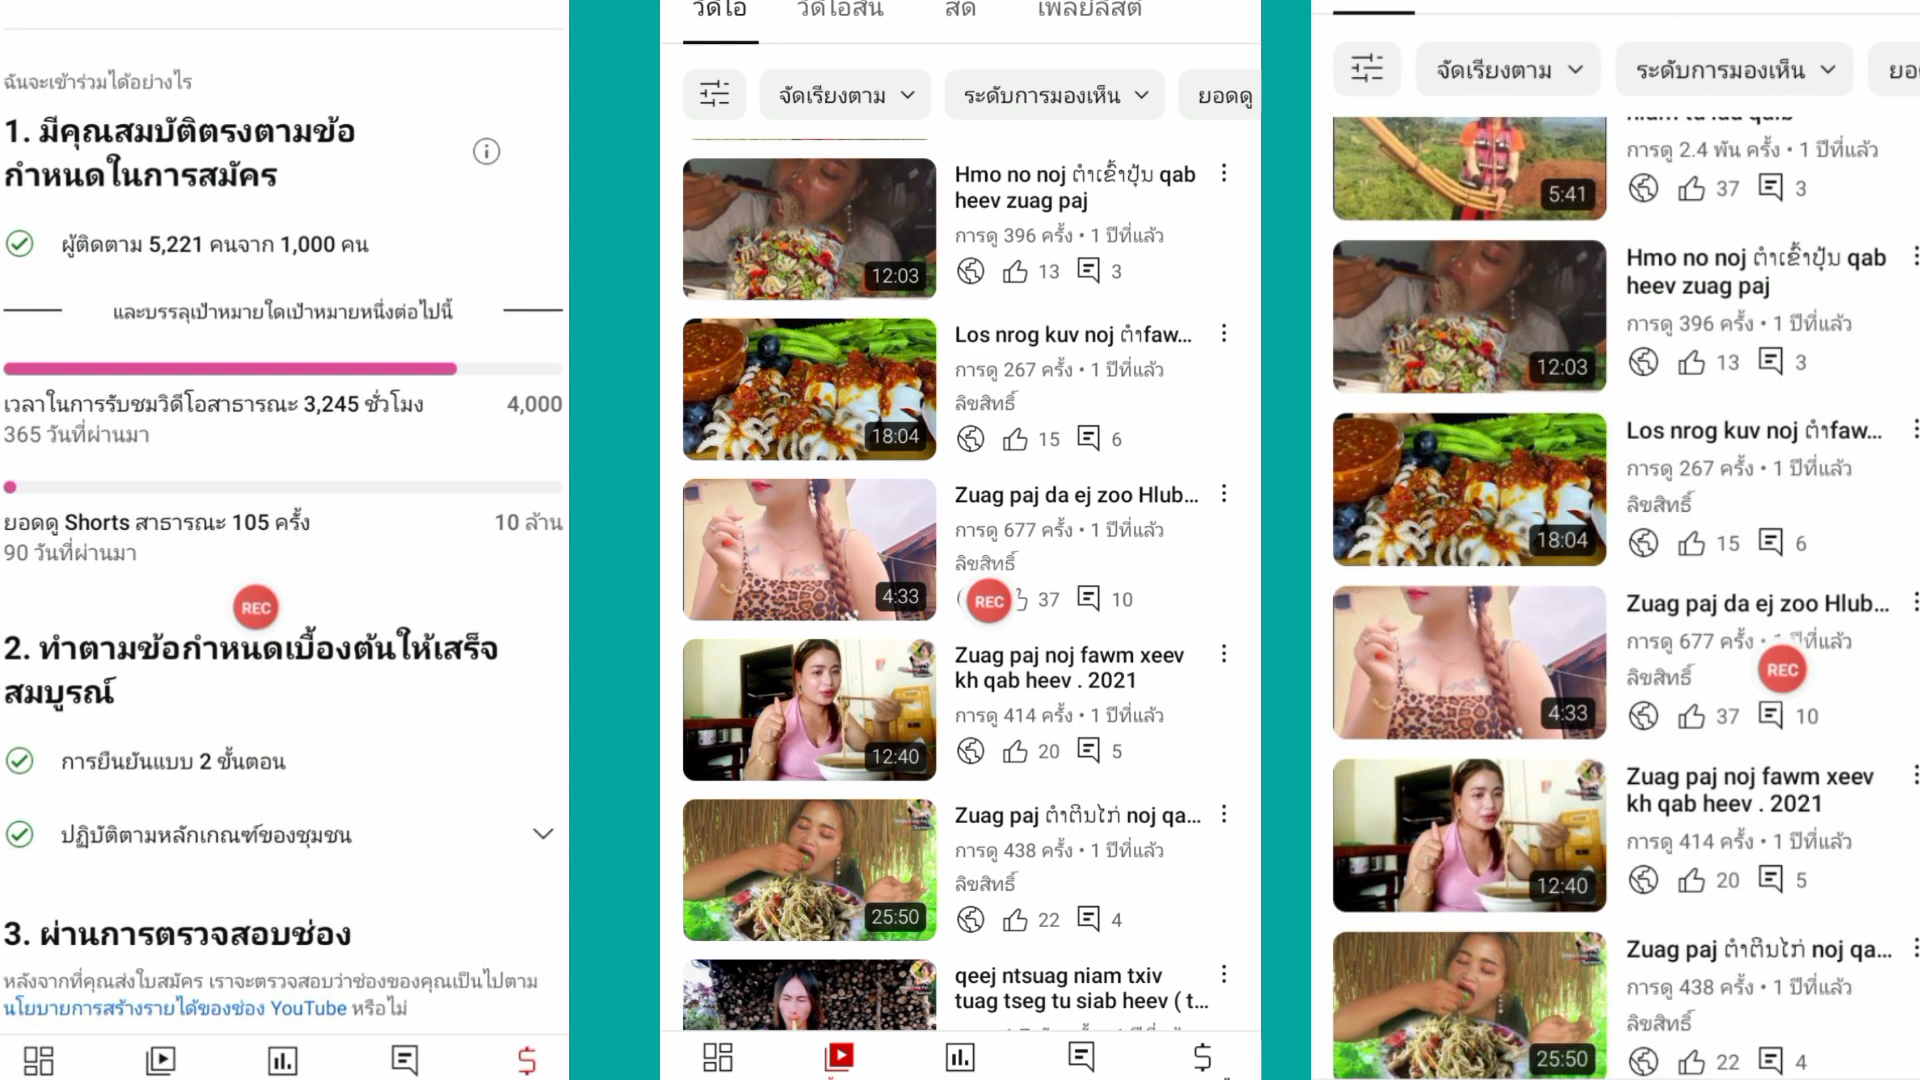 ฉันจะเข้าร่วมได้อย่างไร
1. มีคุณสมบัติตรงตามข้อ
กำหนดในการสมัคร
ผู้ติดตาม 5,221 คนจาก 1,000 คน
และบรรลุเป้าหมายใดเป้าหมายหนึ่งต่อไปนี้
เวลาในการรับชมวิดีโอสาธารณะ 3,245 ชั่วโมง 4,000
365 วันที่ผ่านมา
ยอดดู Shorts สาธารณะ 105 ครั้ง 10 ล้าน
90 วันที่ผ่านมา
REC
2. ทำตามข้อกำหนดเบื้องต้นให้เสร็จ
สมบูรณ์
การยืนยันแบบ 2 ขั้นตอน
ปฏิบัติตามหลักเกณฑ์ของชุมชน
3. ผ่านการตรวจสอบช่อง
หลังจากที่คุณส่งใบสมัคร เราจะตรวจสอบว่าช่องของคุณเป็นไปตาม
นโยบายการสร้างรายได้ของช่อง YouTube หรือไม่
วิดีโอ วิดีโอสั้น สด เพลย์ลิสต์
จัดเรียงตาม ระดับการมองเห็น ยอดดู
Hmo no noj ຕຳເຂົ້າປຸ້ນ qab
heev zuag paj
การดู 396 ครั้ง • 1 ปีที่แล้ว
13 3
12:03
Los nrog kuv noj ຕຳfaw...
การดู 267 ครั้ง • 1 ปีที่แล้ว
ลิขสิทธิ์
15 6
18:04
Zuag paj da ej zoo Hlub...
การดู 677 ครั้ง • 1 ปีที่แล้ว
ลิขสิทธิ์
REC 37 10
4:33
Zuag paj noj fawm xeev
kh qab heev . 2021
การดู 414 ครั้ง • 1 ปีที่แล้ว
20 5
12:40
Zuag paj ຕຳຕີນໄກ່ noj qa...
การดู 438 ครั้ง • 1 ปีที่แล้ว
ลิขสิทธิ์
22 4
25:50
qeej ntsuag niam txiv
tuag tseg tu siab heev ( t...
จัดเรียงตาม ระดับการมองเห็น
การดู 2.4 พัน ครั้ง • 1 ปีที่แล้ว
37 3
5:41
Hmo no noj ຕຳເຂົ້າປຸ້ນ qab
heev zuag paj
การดู 396 ครั้ง • 1 ปีที่แล้ว
13 3
12:03
Los nrog kuv noj ຕຳfaw...
การดู 267 ครั้ง • 1 ปีที่แล้ว
ลิขสิทธิ์
15 6
18:04
Zuag paj da ej zoo Hlub...
การดู 677 ครั้ง • 1 ปีที่แล้ว
ลิขสิทธิ์
REC
37 10
4:33
Zuag paj noj fawm xeev
kh qab heev . 2021
การดู 414 ครั้ง • 1 ปีที่แล้ว
20 5
12:40
Zuag paj ຕຳຕີນໄກ່ noj qa...
การดู 438 ครั้ง • 1 ปีที่แล้ว
ลิขสิทธิ์
22 4
25:50